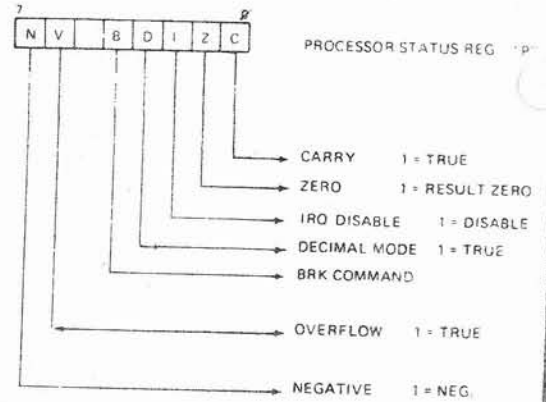 7 0
N V B D I Z C
PROCESSOR STATUS REG "P"
CARRY 1 = TRUE
ZERO 1 = RESULT ZERO
IRQ DISABLE 1 = DISABLE
DECIMAL MODE 1 = TRUE
BRK COMMAND
OVERFLOW 1 = TRUE
NEGATIVE 1 = NEG.